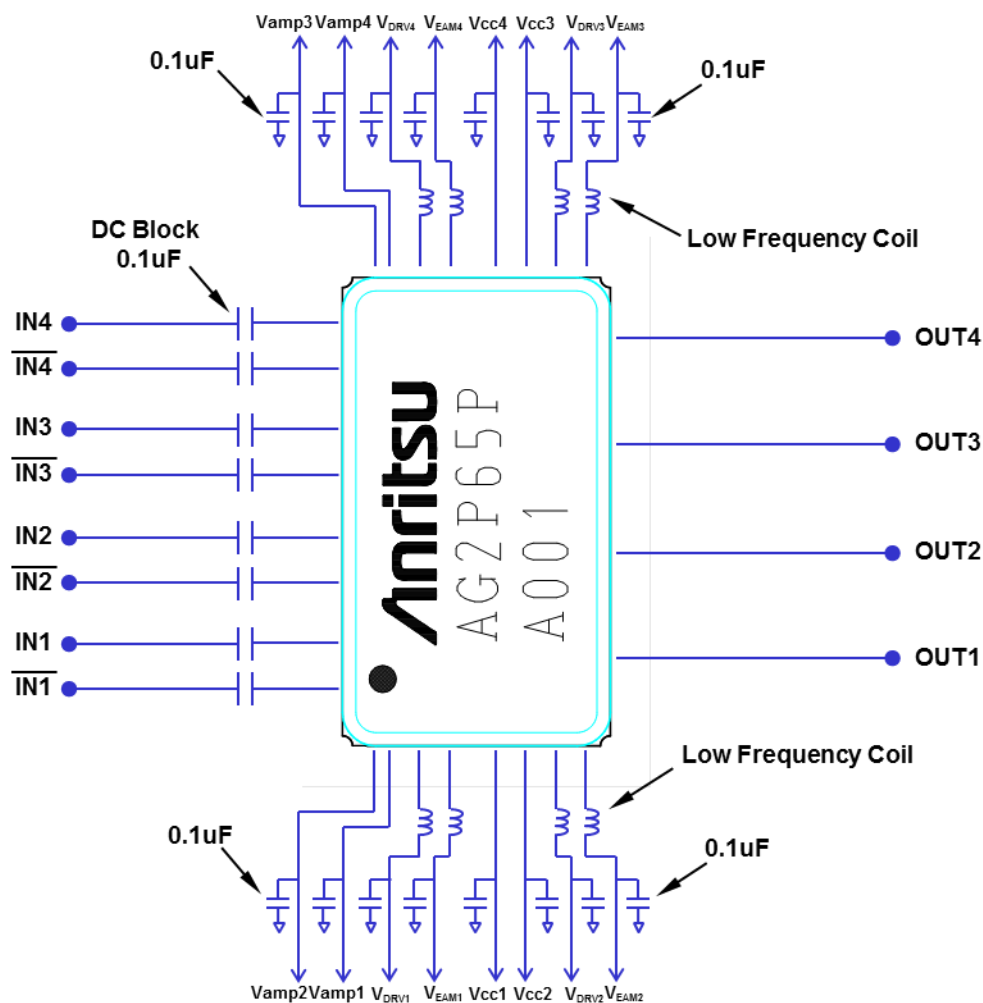 Vamp3 Vamp4 VDRV4 VEAM4 Vcc4 Vcc3 VDRV3 VEAM3
0.1uF
0.1uF
DC Block
0.1uF
Low Frequency Coil
IN4
IN4
IN3
IN3
IN2
IN2
IN1
IN1
Anritsu
AG2P65P
A001
OUT4
OUT3
OUT2
OUT1
Low Frequency Coil
0.1uF
0.1uF
Vamp2 Vamp1 VDRV1 VEAM1 Vcc1 Vcc2 VDRV2 VEAM2